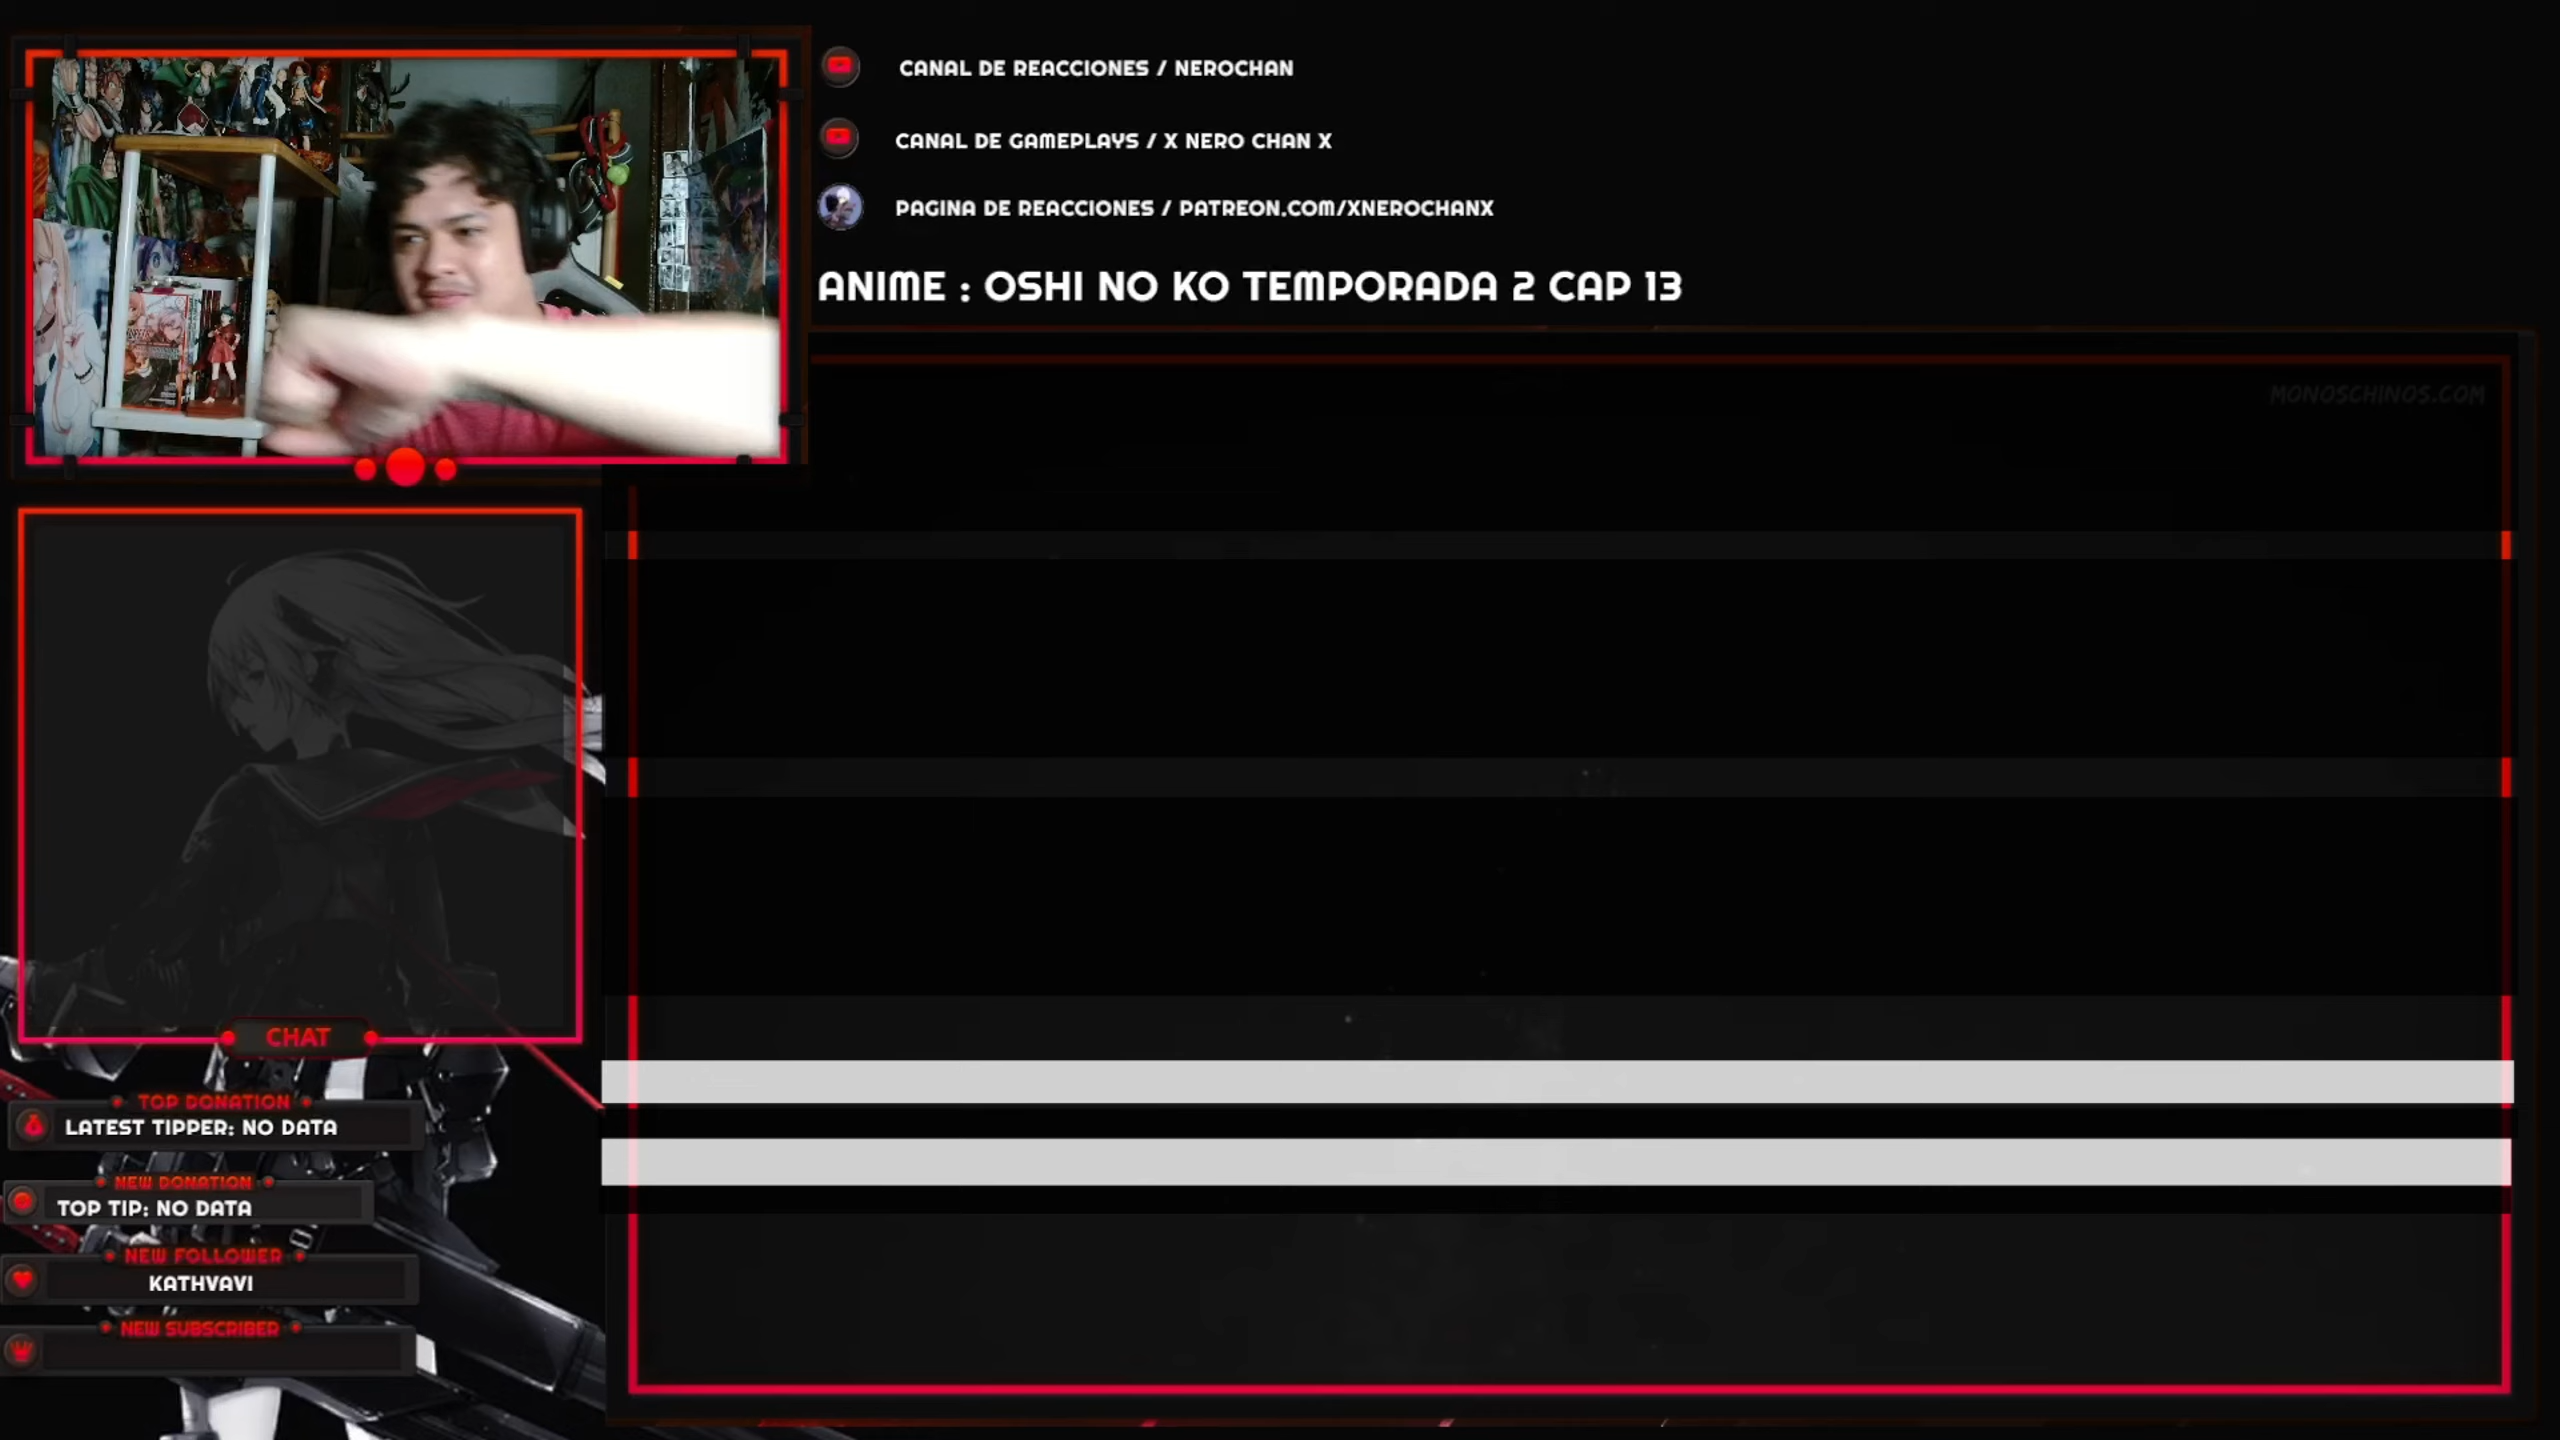 CANAL DE REACCIONES / NEROCHAN
CANAL DE GAMEPLAYS / X NERO CHAN X
PAGINA DE REACCIONES / PATREON.COM/XNEROCHANX
ANIME : OSHI NO KO TEMPORADA 2 CAP 13
MONOSCHINOS.COM
CHAT
TOP DONATION
LATEST TIPPER: NO DATA
NEW DONATION
TOP TIP: NO DATA
NEW FOLLOWER
KATHVAVI
NEW SUBSCRIBER